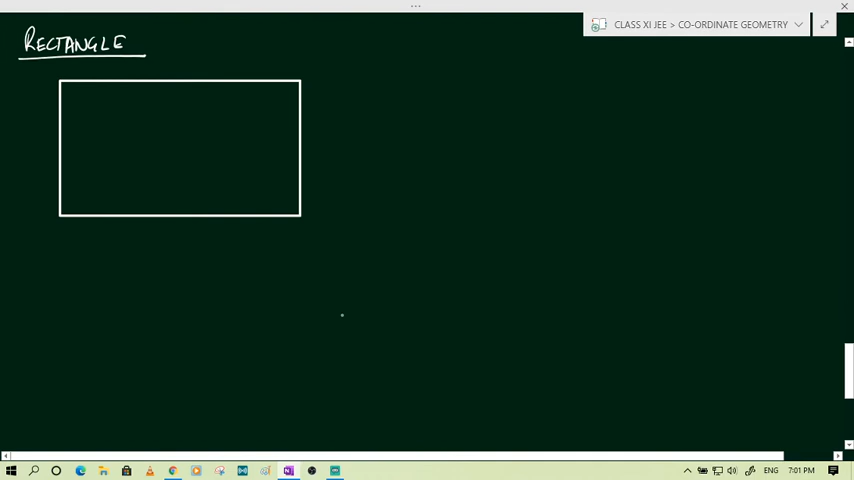 CLASS XI JEE > CO-ORDINATE GEOMETRY
RECTANGLE
ENG 7:01 PM